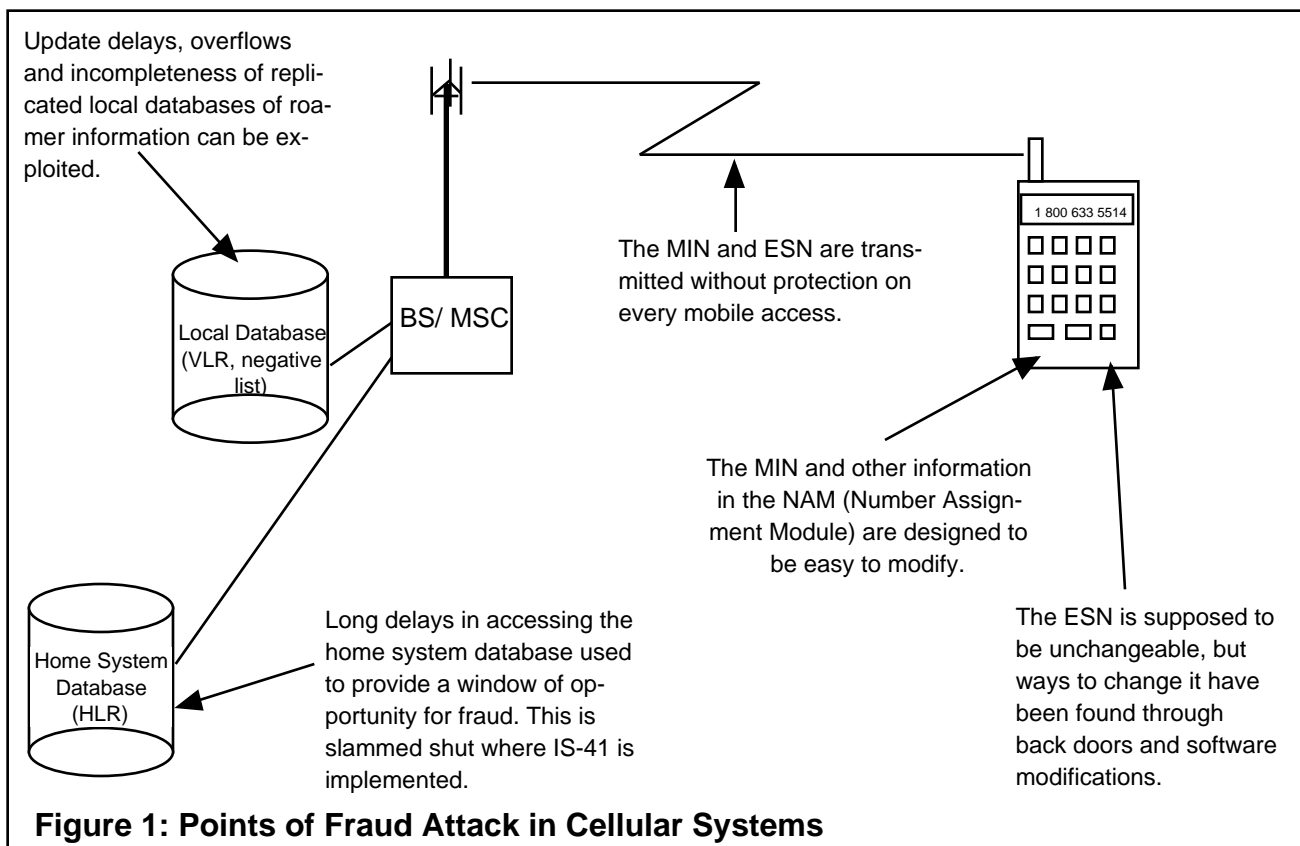 Update delays, overflows
and incompleteness of repli-
cated local databases of roa-
mer information can be ex-
ploited.
1 800 633 5514
The MIN and ESN are trans-
mitted without protection on
every mobile access.
BS/ MSC
Local Database
(VLR, negative
list)
The MIN and other information
in the NAM (Number Assign-
ment Module) are designed to
be easy to modify.
The ESN is supposed to
be unchangeable, but
ways to change it have
been found through
back doors and software
modifications.
Long delays in accessing the
home system database used
to provide a window of op-
portunity for fraud. This is
slammed shut where IS-41 is
implemented.
Home System
Database
(HLR)
Figure 1: Points of Fraud Attack in Cellular Systems